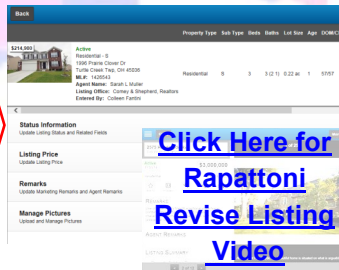 Back
Property Type Sub Type Beds Baths Lot Size Age DOM/C
$214,900
Active
Residential - S
1996 Prairie Clover Dr
Turtle Creek Twp, OH 45036
ML#: 1426543
Agent Name: Sarah L Muller
Listing Office: Comey & Shepherd, Realtors
Entered By: Colleen Fantini
Residential S 3 3 (2 1) 0.22 ac 1 57/57
Status Information
Update Listing Status and Related Fields
Listing Price
Update Listing Price
Remarks
Update Marketing Remarks and Agent Remarks
Manage Pictures
Upload and Manage Pictures
Click Here for
Rapattoni
Revise Listing
Video
$3,000,000